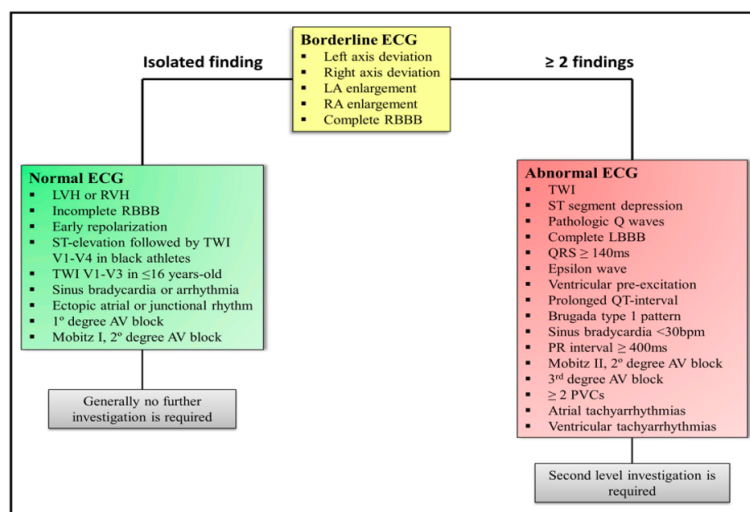 Isolated finding
Borderline ECG
▪ Left axis deviation
▪ Right axis deviation
▪ LA enlargement
▪ RA enlargement
▪ Complete RBBB
≥ 2 findings
Normal ECG
▪ LVH or RVH
▪ Incomplete RBBB
▪ Early repolarization
▪ ST-elevation followed by TWI
V1-V4 in black athletes
▪ TWI V1-V3 in ≤16 years-old
▪ Sinus bradycardia or arrhythmia
▪ Ectopic atrial or junctional rhythm
▪ 1º degree AV block
▪ Mobitz I, 2º degree AV block
Generally no further
investigation is required
Abnormal ECG
▪ TWI
▪ ST segment depression
▪ Pathologic Q waves
▪ Complete LBBB
▪ QRS ≥ 140ms
▪ Epsilon wave
▪ Ventricular pre-excitation
▪ Prolonged QT-interval
▪ Brugada type 1 pattern
▪ Sinus bradycardia <30bpm
▪ PR interval ≥ 400ms
▪ Mobitz II, 2º degree AV block
▪ 3rd degree AV block
▪ ≥ 2 PVCs
▪ Atrial tachyarrhythmias
▪ Ventricular tachyarrhythmias
Second level investigation is
required